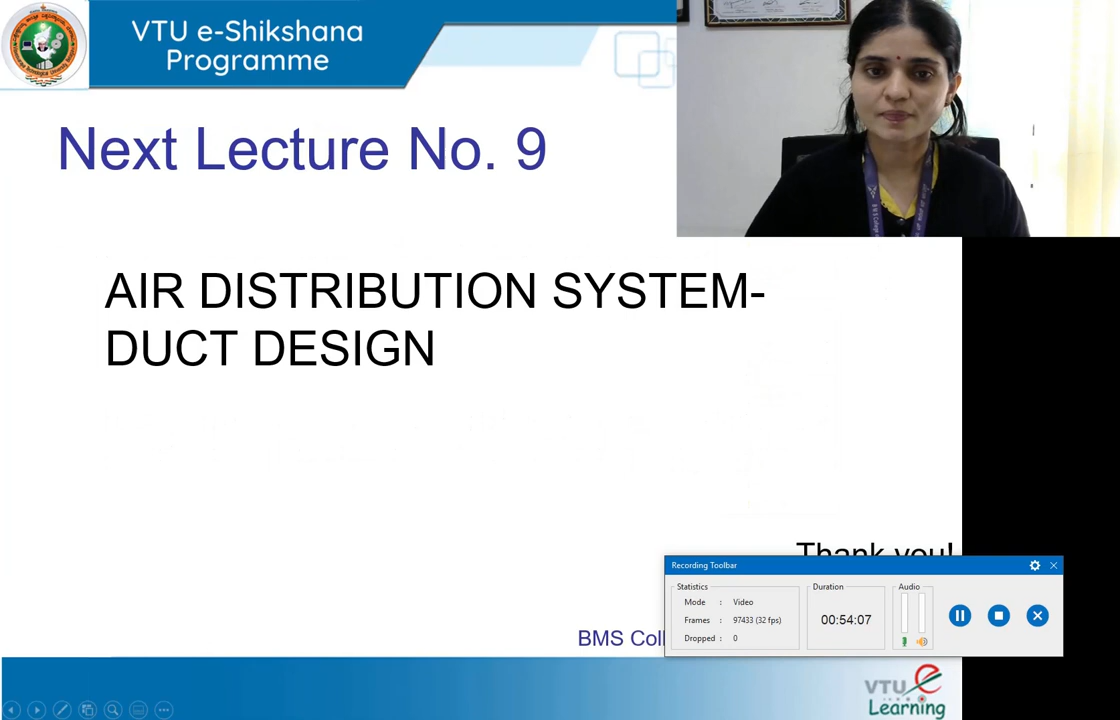 VTU e-Shikshana
Programme
Next Lecture No. 9
AIR DISTRIBUTION SYSTEM-
DUCT DESIGN
Thank you!
Recording Toolbar
Statistics
Mode : Video
Frames : 97433 (32 fps)
Dropped : 0
Duration
00:54:07
Audio
BMS Coll
VTU
e
Learning